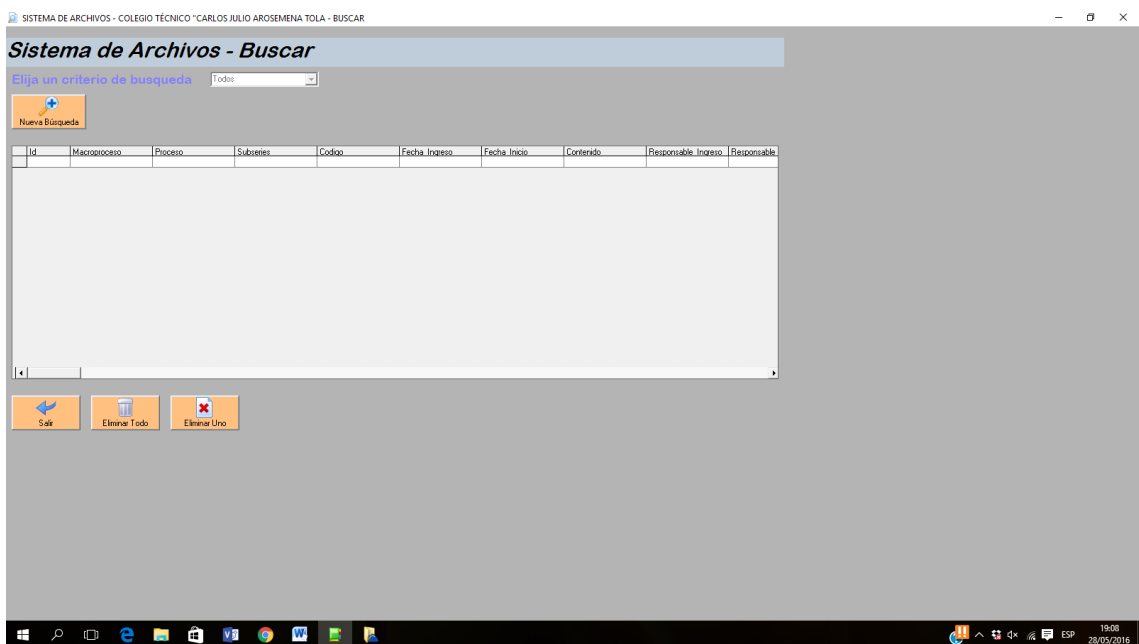 SISTEMA DE ARCHIVOS - COLEGIO TÉCNICO "CARLOS JULIO AROSEMENA TOLA - BUSCAR
Sistema de Archivos - Buscar
Elija un criterio de busqueda Todos
Nueva Búsqueda
Id Macroproceso Proceso Subseries Codigo Fecha Ingreso Fecha Inicio Contenido Responsable Ingreso Responsable
Salir Eliminar Todo Eliminar Uno
ESP 19:08
28/05/2016